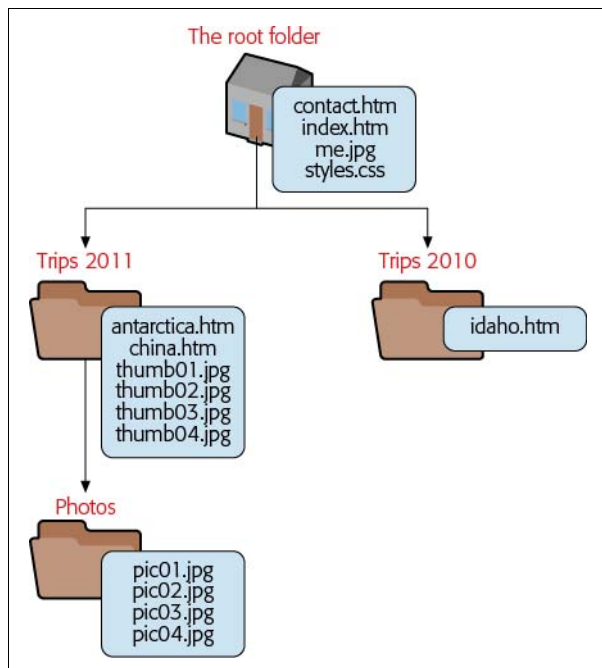 The root folder
contact.htm
index.htm
me.jpg
styles.css
Trips 2011
antarctica.htm
china.htm
thumb01.jpg
thumb02.jpg
thumb03.jpg
thumb04.jpg
Trips 2010
idaho.htm
Photos
pic01.jpg
pic02.jpg
pic03.jpg
pic04.jpg